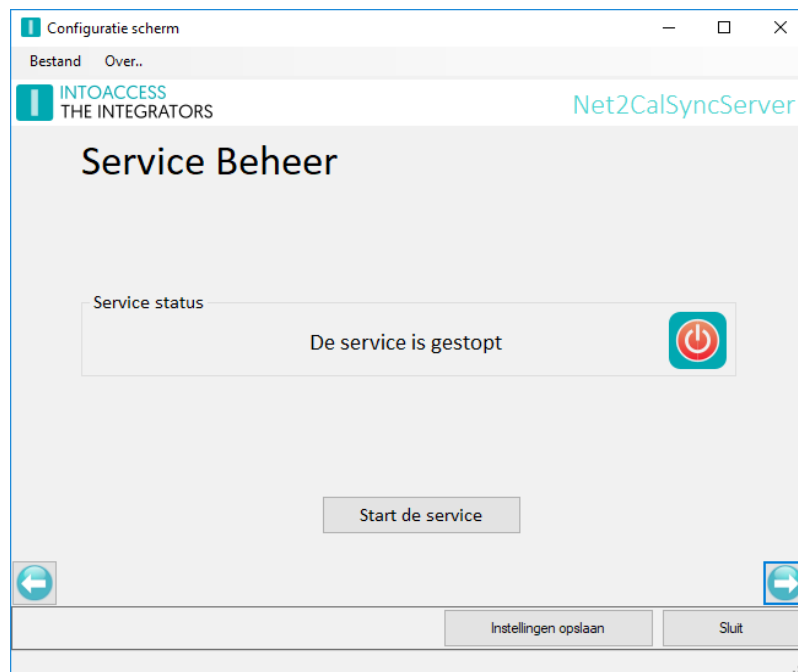 Configuratie scherm
Bestand Over..
INTOACCESS
THE INTEGRATORS
Net2CalSyncServer
Service Beheer
Service status
De service is gestopt
Start de service
Instellingen opslaan Sluit